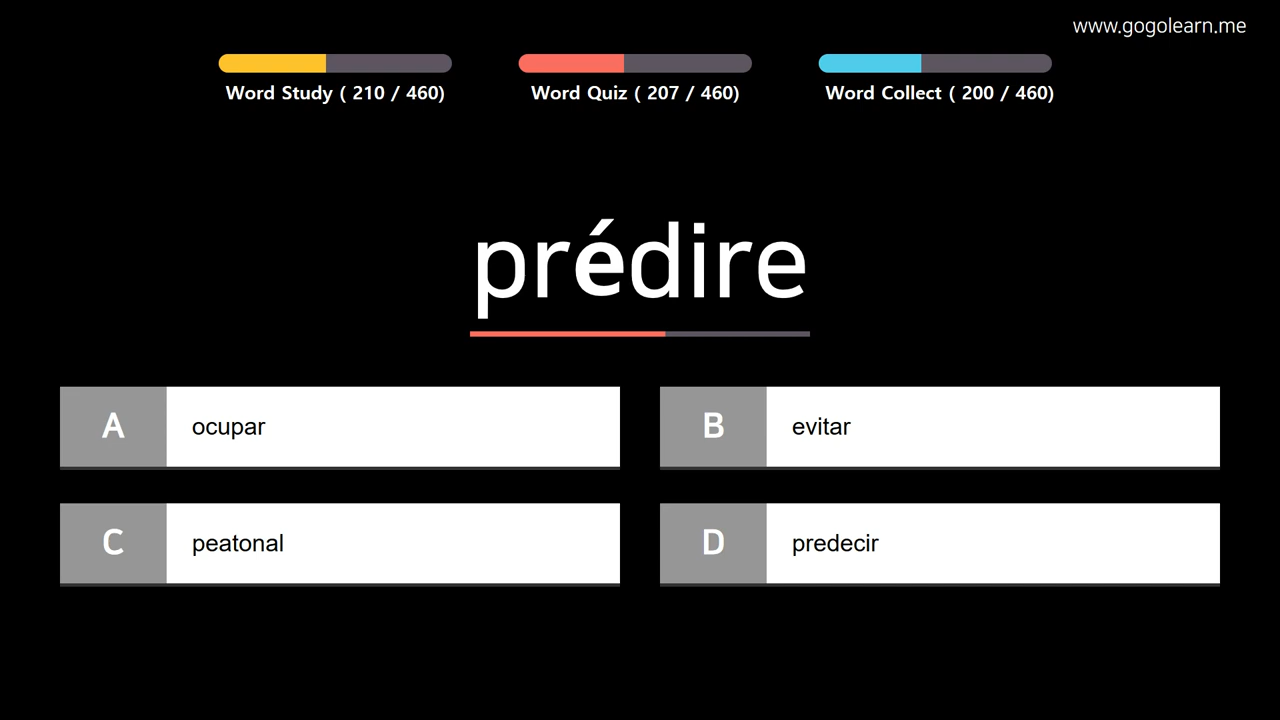 www.gogolearn.me
Word Study ( 210 / 460)
Word Quiz ( 207 / 460)
Word Collect ( 200 / 460)
prédire
A ocupar
B evitar
C peatonal
D predecir